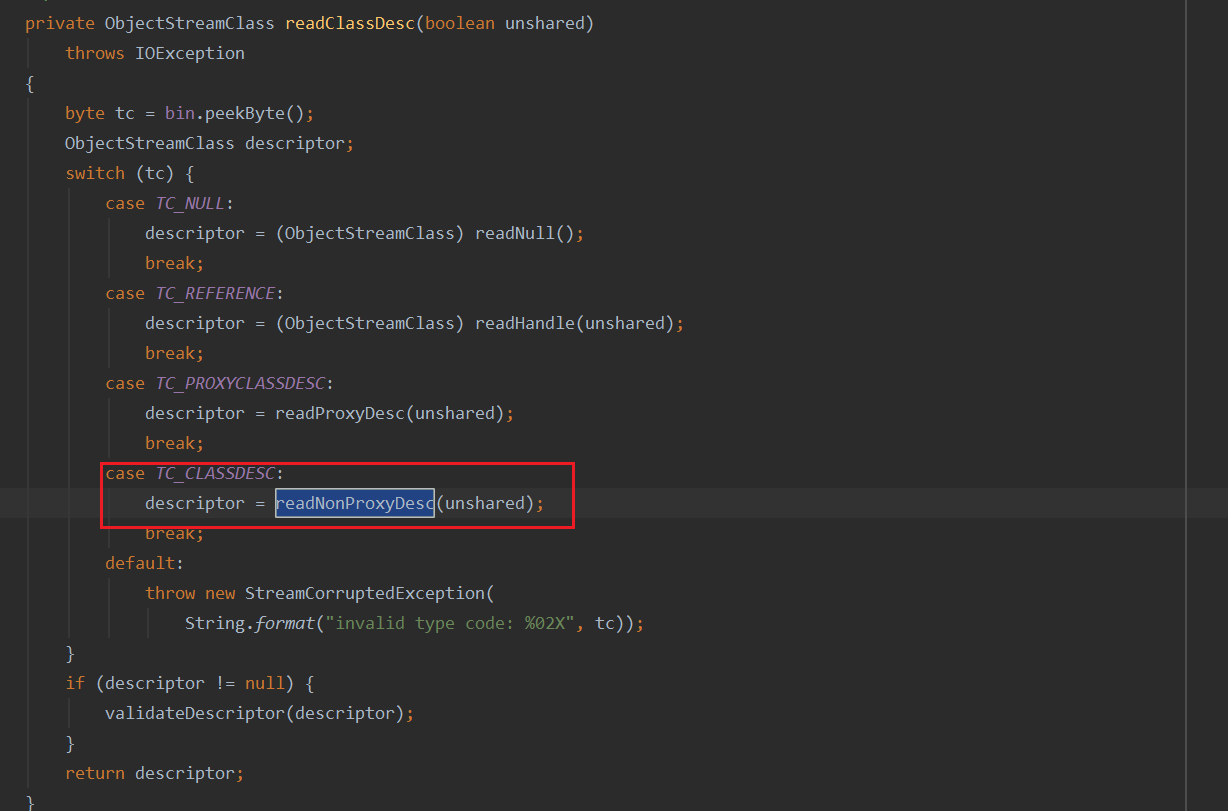 private ObjectStreamClass readClassDesc(boolean unshared)
    throws IOException
{
    byte tc = bin.peekByte();
    ObjectStreamClass descriptor;
    switch (tc) {
        case TC_NULL:
            descriptor = (ObjectStreamClass) readNull();
            break;
        case TC_REFERENCE:
            descriptor = (ObjectStreamClass) readHandle(unshared);
            break;
        case TC_PROXYCLASSDESC:
            descriptor = readProxyDesc(unshared);
            break;
        case TC_CLASSDESC:
            descriptor = readNonProxyDesc(unshared);
            break;
        default:
            throw new StreamCorruptedException(
                String.format("invalid type code: %02X", tc));
    }
    if (descriptor != null) {
        validateDescriptor(descriptor);
    }
    return descriptor;
}